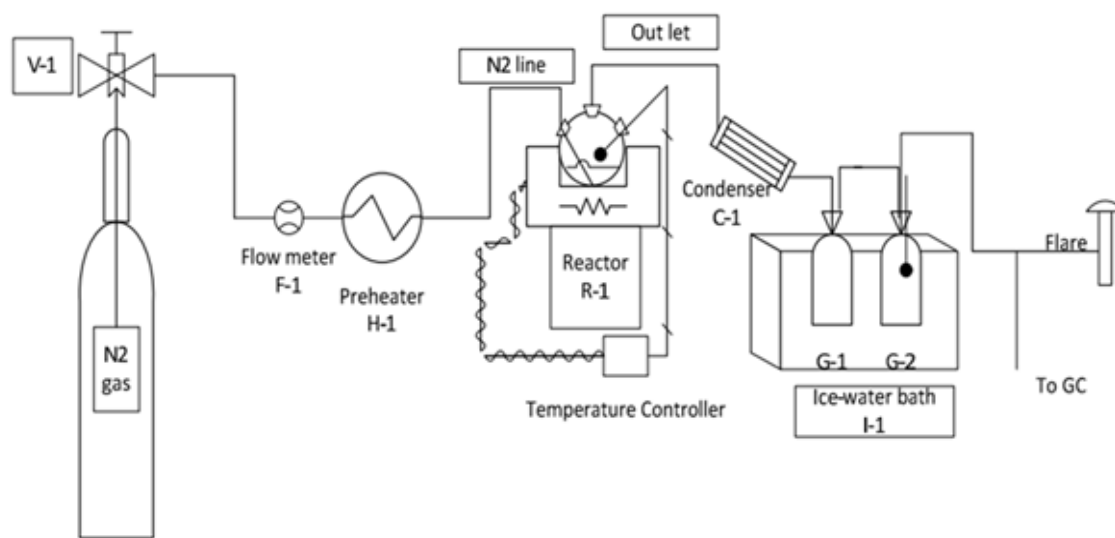 V-1
N2
gas
Flow meter
F-1
Preheater
H-1
N2 line
Out let
Reactor
R-1
Temperature Controller
Condenser
C-1
G-1
G-2
Ice-water bath
I-1
Flare
To GC